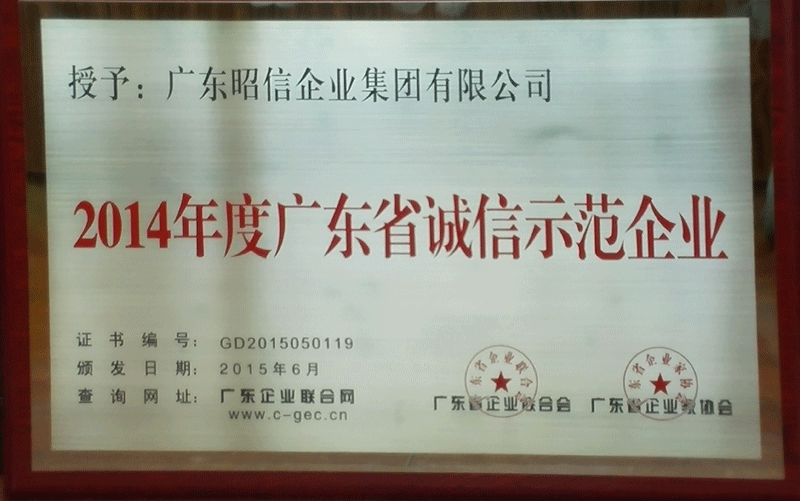 授予：广东昭信企业集团有限公司
2014年度广东省诚信示范企业
证书编号：GD2015050119
颁发日期：2015年6月
查询网址：广东企业联合网
www.c-gec.cn
广东省企业联合会
广东省企业家协会